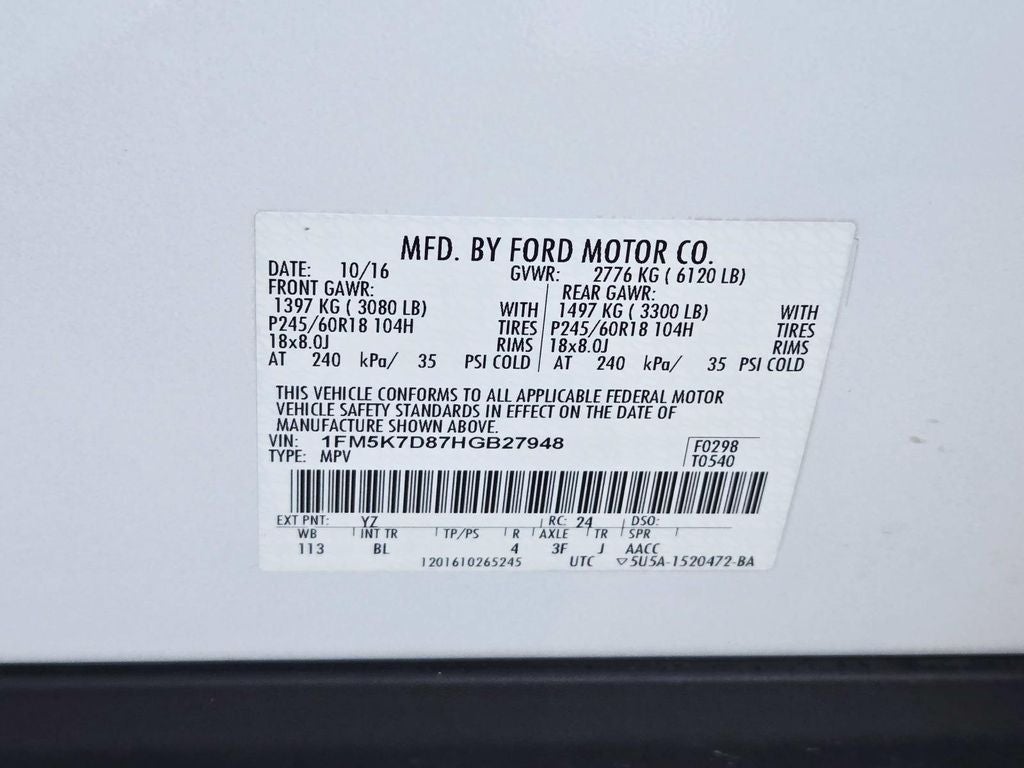 MFD. BY FORD MOTOR CO.
DATE: 10/16 GVWR: 2776 KG ( 6120 LB)
FRONT GAWR: REAR GAWR:
1397 KG ( 3080 LB) WITH 1497 KG ( 3300 LB) WITH
P245/60R18 104H TIRES P245/60R18 104H TIRES
18x8.0J RIMS 18x8.0J RIMS
AT 240 kPa/ 35 PSI COLD AT 240 kPa/ 35 PSI COLD
THIS VEHICLE CONFORMS TO ALL APPLICABLE FEDERAL MOTOR
VEHICLE SAFETY STANDARDS IN EFFECT ON THE DATE OF
MANUFACTURE SHOWN ABOVE.
VIN: 1FM5K7D87HGB27948 F0298
TYPE: MPV T0540
EXT PNT: YZ RC: 24 DSO:
WB INT TR TP/PS R AXLE TR SPR
113 BL 4 3F J AACC
1201610265245 UTC ▽5U5A-1520472-BA